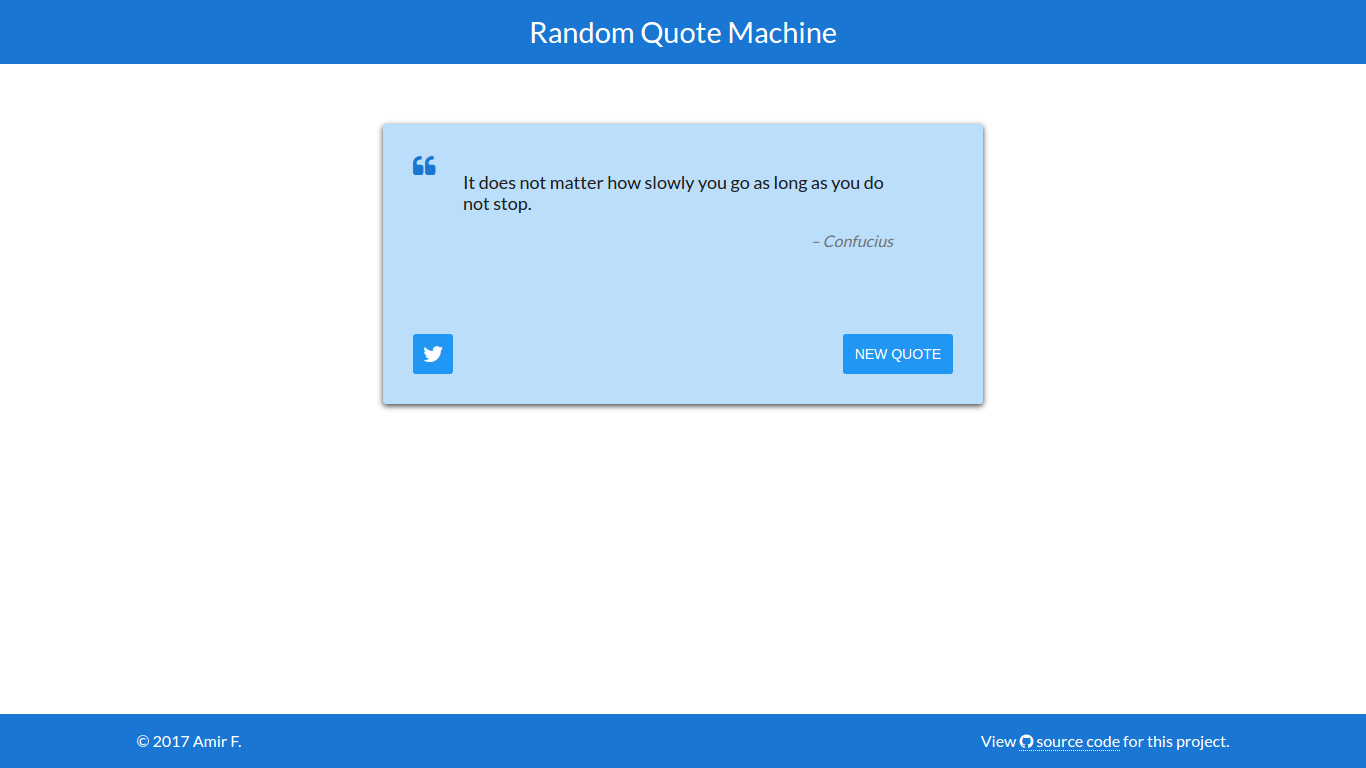 Random Quote Machine
It does not matter how slowly you go as long as you do
not stop.
– Confucius
NEW QUOTE
© 2017 Amir F.
View source code for this project.